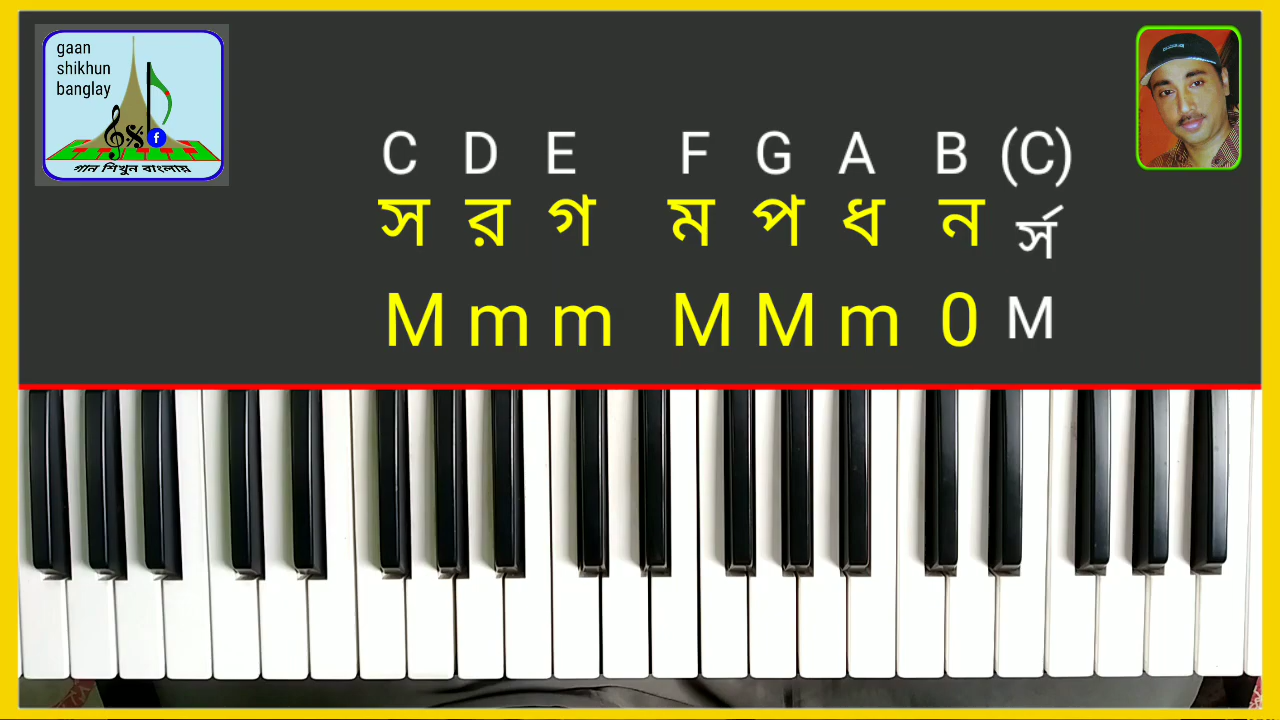 gaan
shikhun
banglay
f
গান শিখুন বাংলায়
C D E F G A B (C)
স র গ ম প ধ ন র্স
M m m M M m 0 M